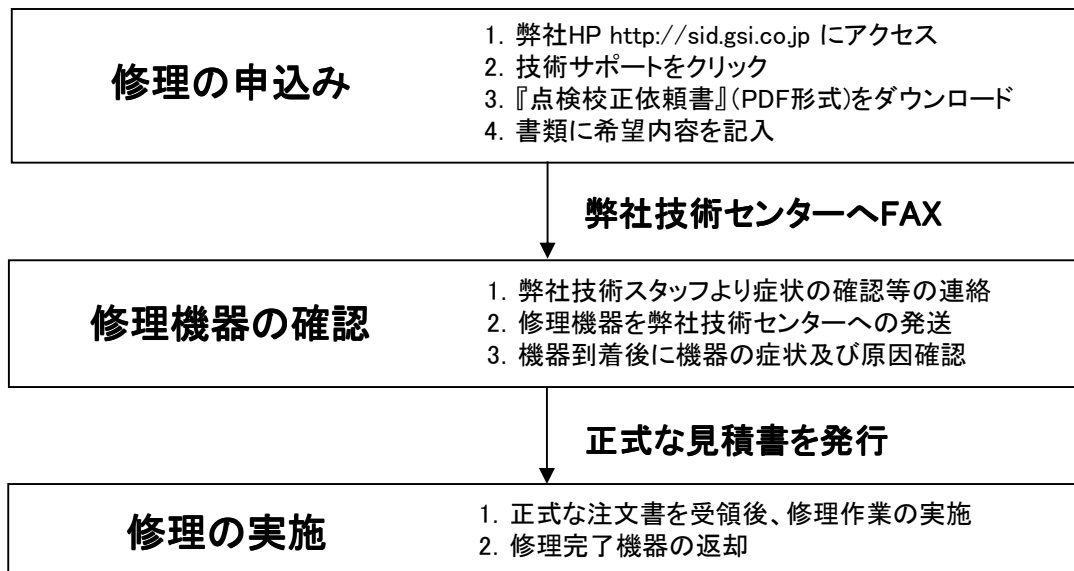 修理の申込み
1. 弊社HP http://sid.gsi.co.jp にアクセス
2. 技術サポートをクリック
3. 『点検校正依頼書』(PDF形式)をダウンロード
4. 書類に希望内容を記入
弊社技術センターへFAX
修理機器の確認
1. 弊社技術スタッフより症状の確認等の連絡
2. 修理機器を弊社技術センターへの発送
3. 機器到着後に機器の症状及び原因確認
正式な見積書を発行
修理の実施
1. 正式な注文書を受領後、修理作業の実施
2. 修理完了機器の返却